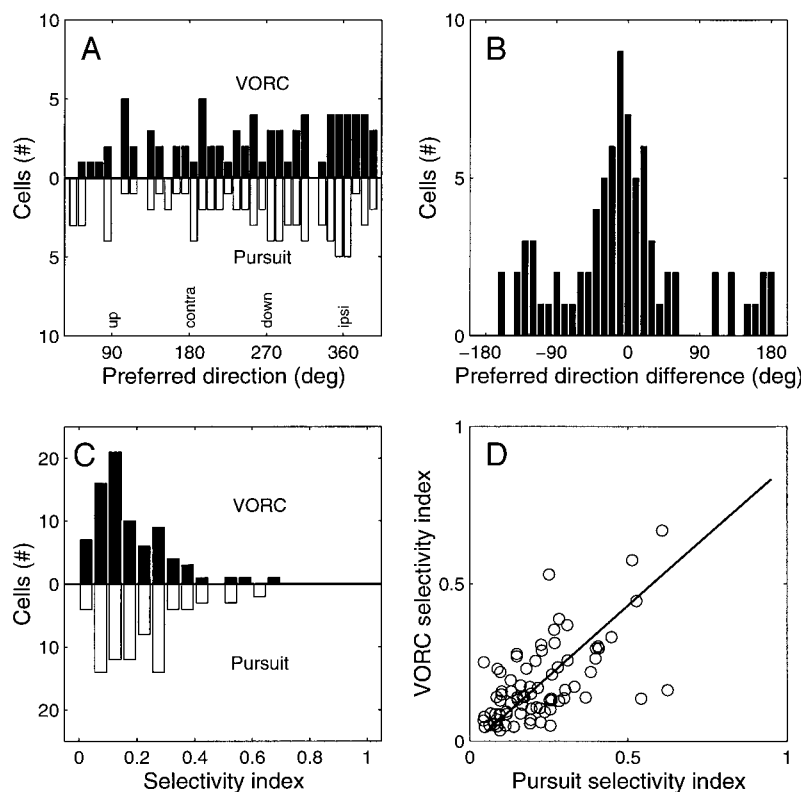 A
VORC
Pursuit
Cells (#)
10
5
0
5
10
up
contra
down
ipsi
90
180
270
360
Preferred direction (deg)
B
Cells (#)
10
5
0
−180
−90
0
90
180
Preferred direction difference (deg)
C
VORC
Pursuit
Cells (#)
20
10
0
10
20
0
0.2
0.4
0.6
0.8
1
Selectivity index
D
VORC selectivity index
1
0.5
0
0
0.5
1
Pursuit selectivity index